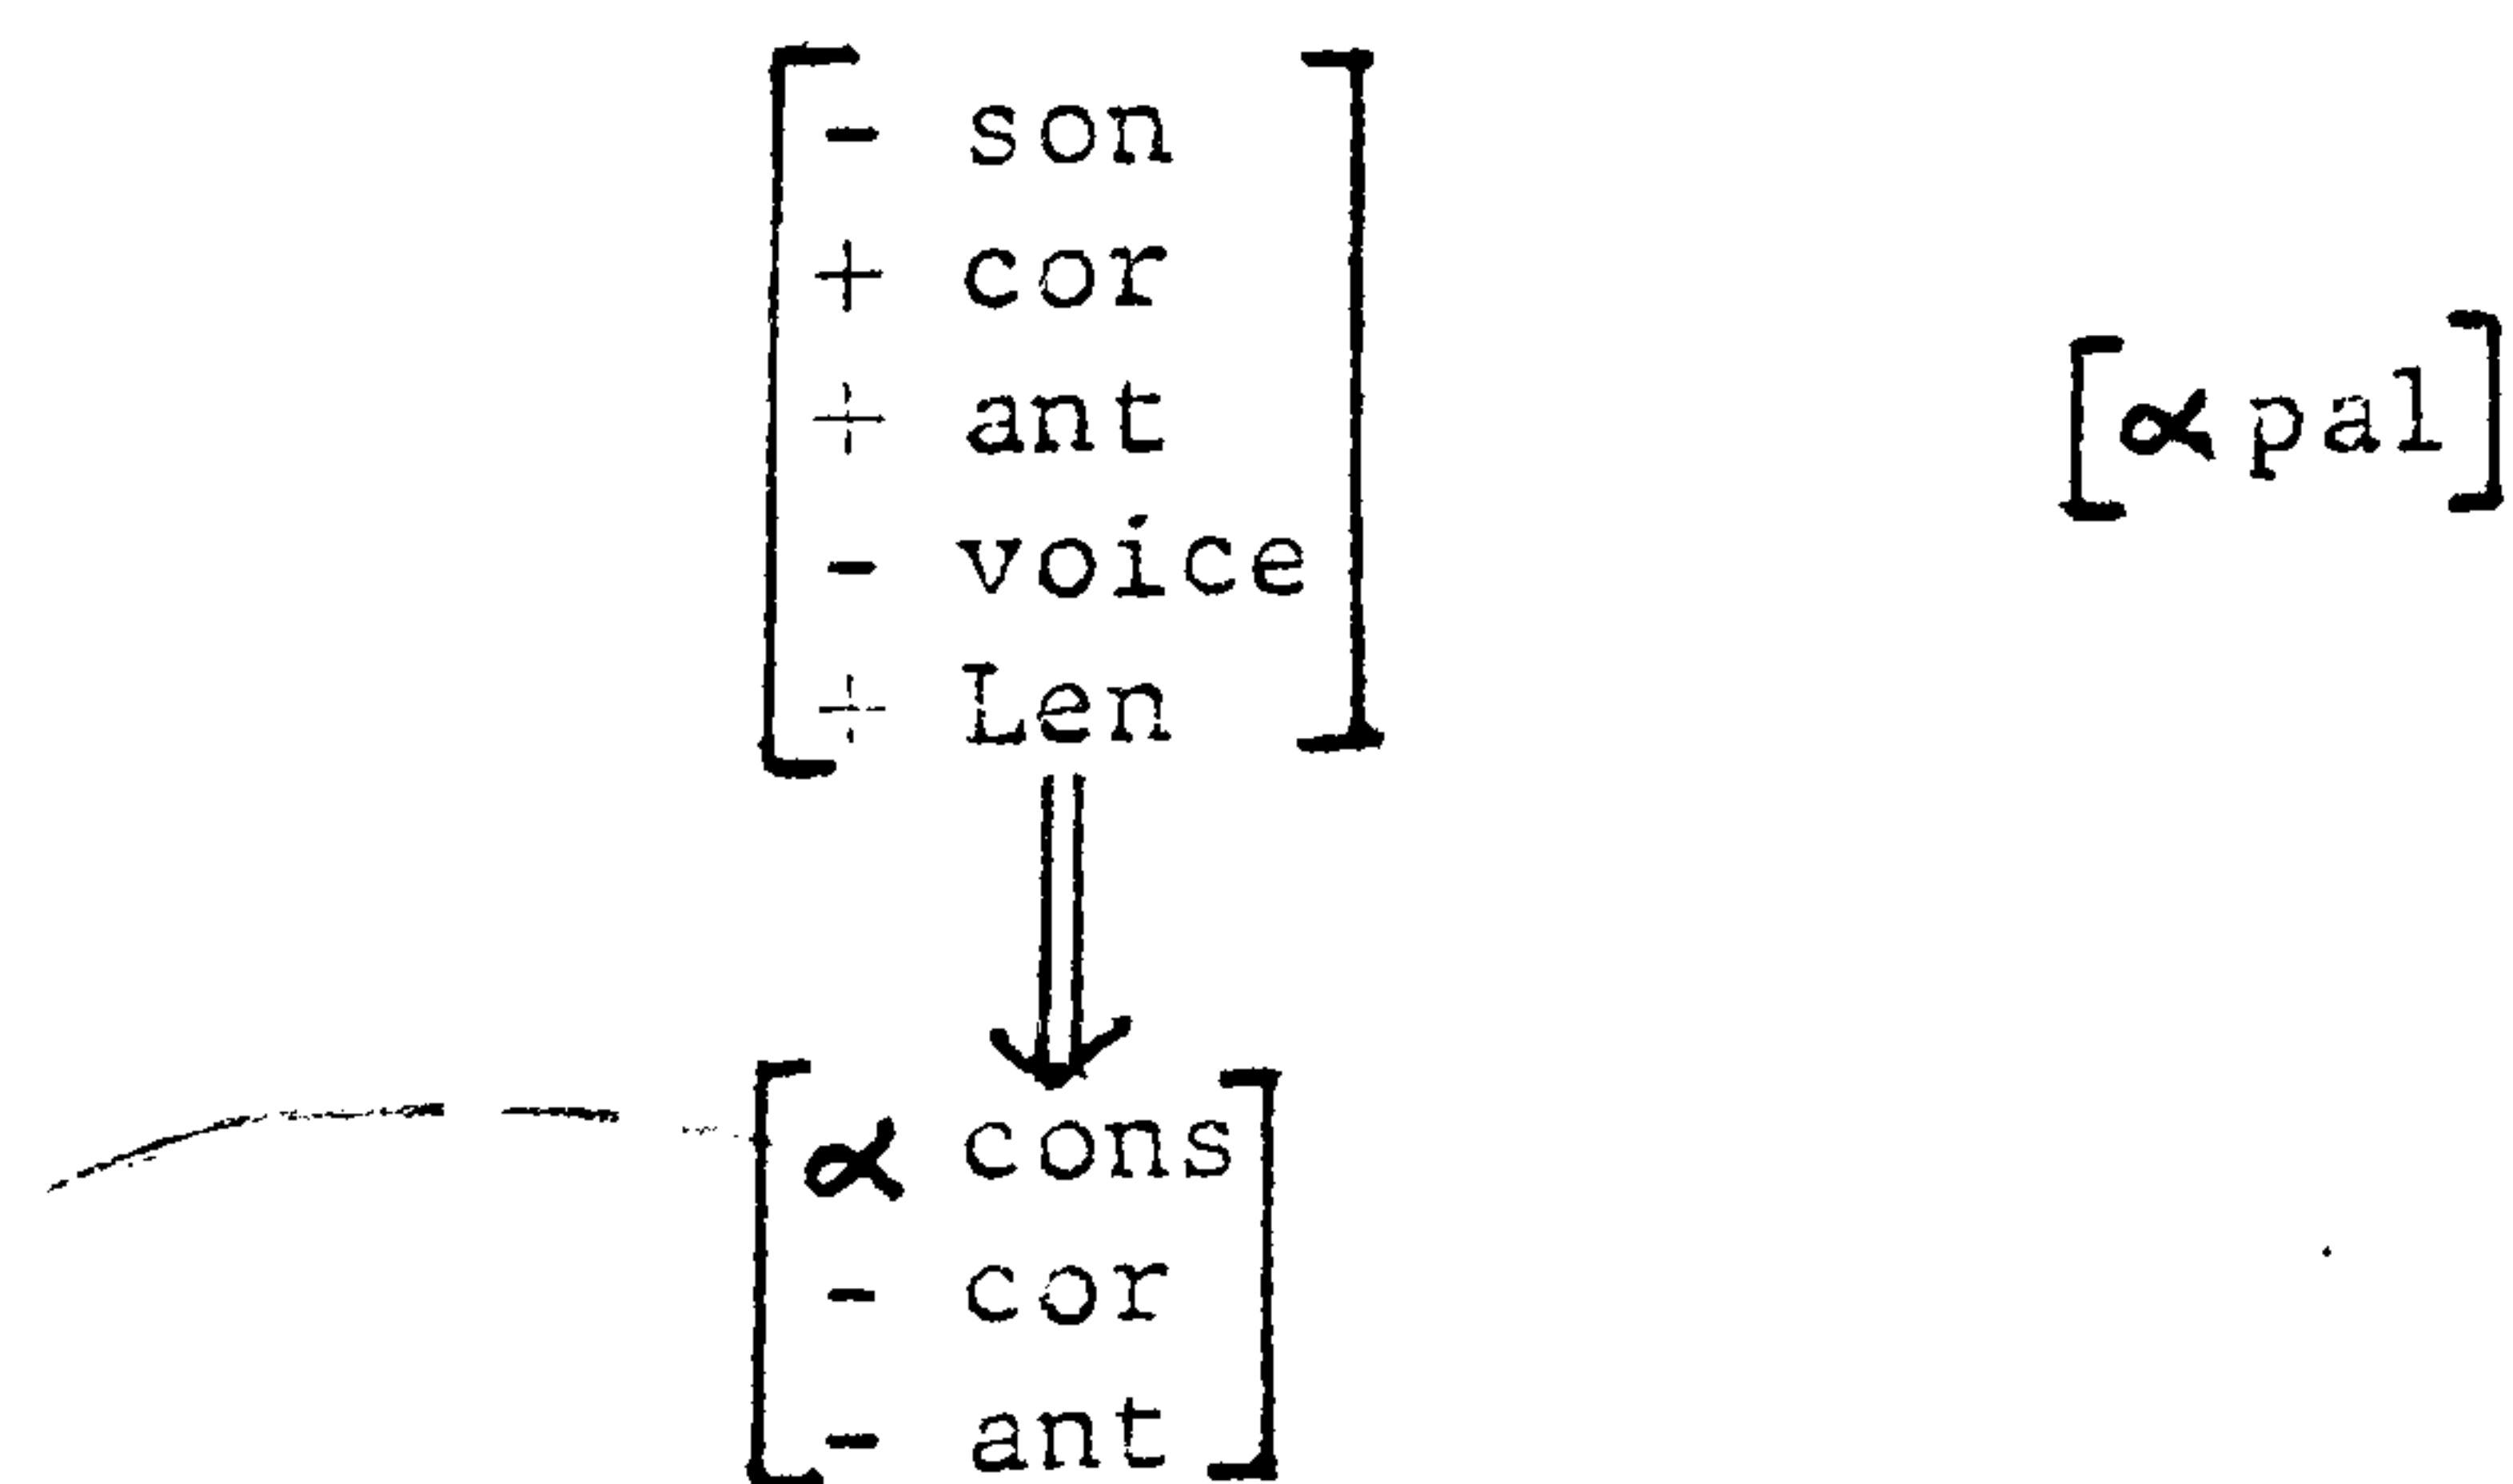 - son
+ cor
+ ant
[α pal]
- voice
+ Len
α cons
- cor
- ant